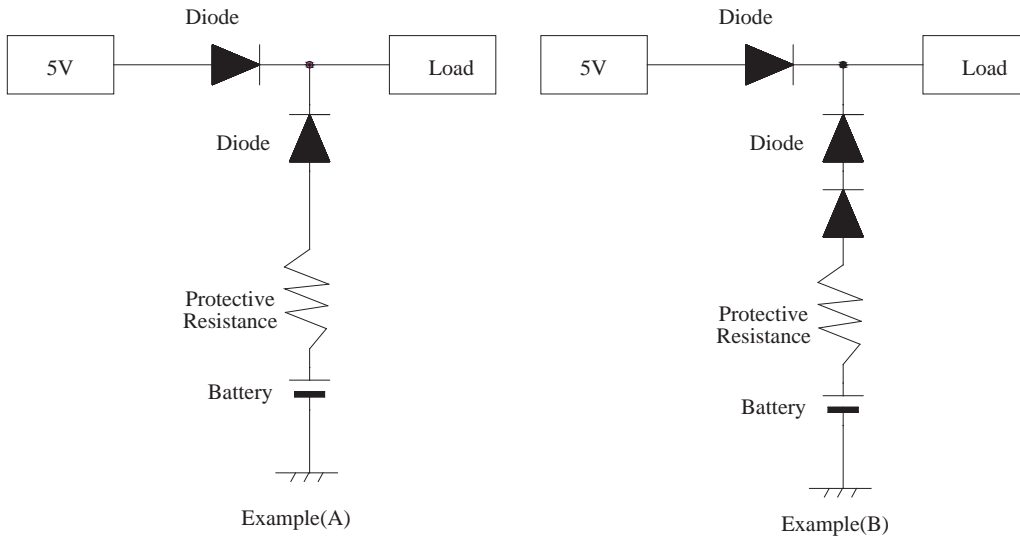 Diode
5V
Load
Diode
Protective
Resistance
Battery
Example(A)
Diode
5V
Load
Diode
Protective
Resistance
Battery
Example(B)